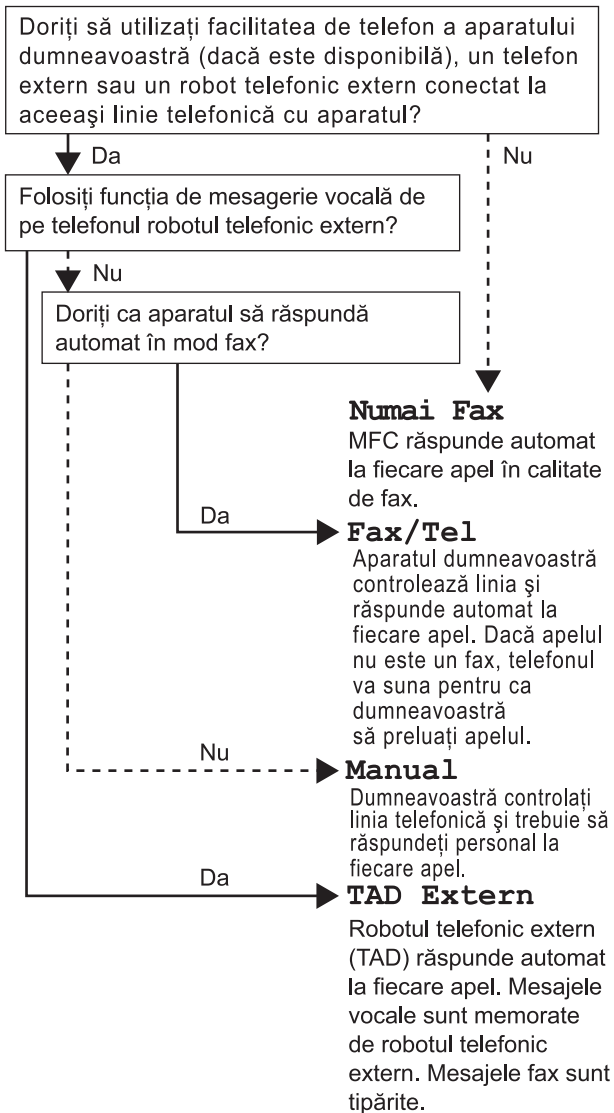 Doriți să utilizați facilitatea de telefon a aparatului
dumneavoastră (dacă este disponibilă), un telefon
extern sau un robot telefonic extern conectat la
aceeaşi linie telefonică cu aparatul?
Da
Nu
Folosiți funcția de mesagerie vocală de
pe telefonul robotul telefonic extern?
Nu
Doriți ca aparatul să răspundă
automat în mod fax?
Numai Fax
MFC răspunde automat
la fiecare apel în calitate
de fax.
Da
Fax/Tel
Aparatul dumneavoastră
controlează linia şi
răspunde automat la
fiecare apel. Dacă apelul
nu este un fax, telefonul
va suna pentru ca
dumneavoastră
să preluați apelul.
Nu
Manual
Dumneavoastră controlați
linia telefonică şi trebuie să
răspundeți personal la
fiecare apel.
Da
TAD Extern
Robotul telefonic extern
(TAD) răspunde automat
la fiecare apel. Mesajele
vocale sunt memorate
de robotul telefonic
extern. Mesajele fax sunt
tipărite.